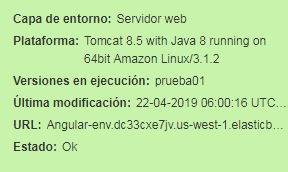 Capa de entorno: Servidor web
Plataforma: Tomcat 8.5 with Java 8 running on
64bit Amazon Linux/3.1.2
Versiones en ejecución: prueba01
Última modificación: 22-04-2019 06:00:16 UTC...
URL: Angular-env.dc33cxe7jv.us-west-1.elasticb...
Estado: Ok